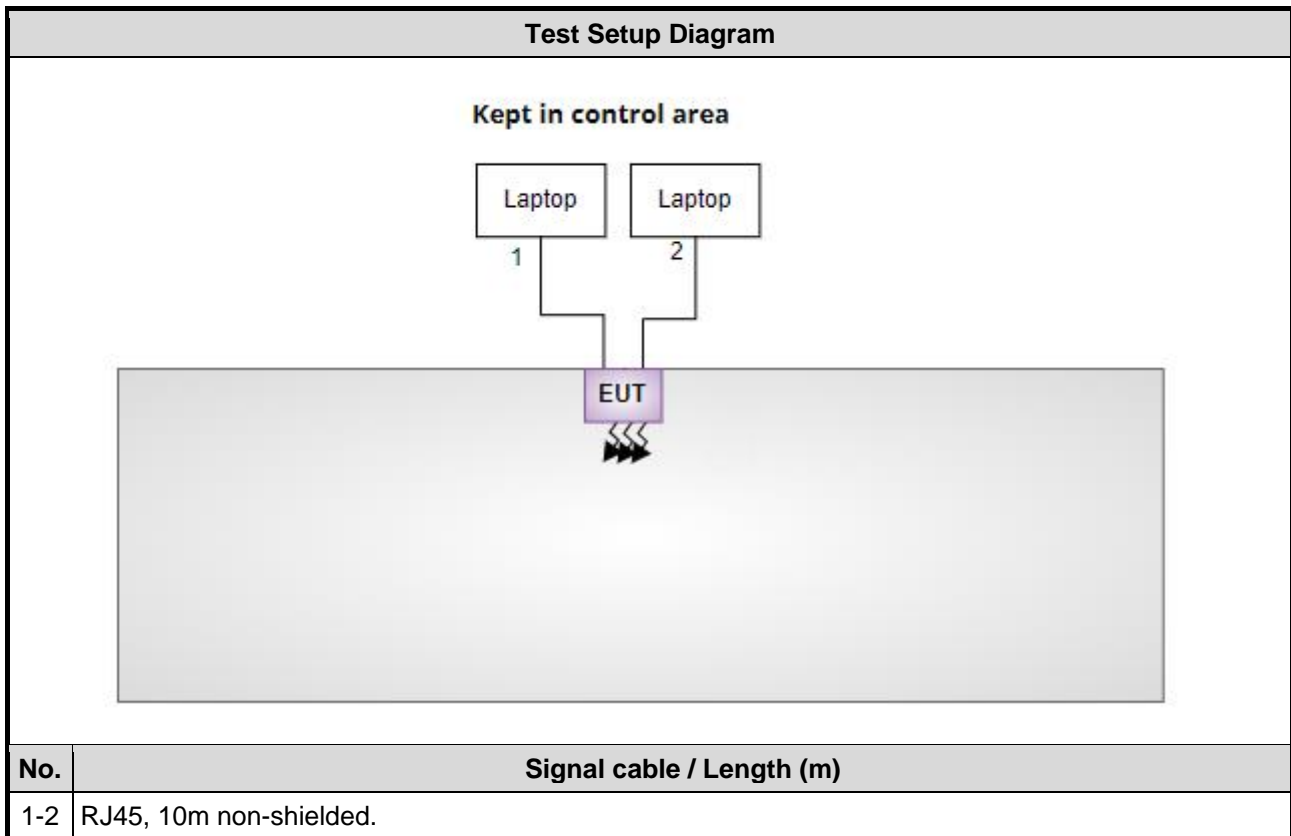 Test Setup Diagram
Kept in control area
Laptop Laptop
1 2
EUT
No. Signal cable / Length (m)
1-2 RJ45, 10m non-shielded.